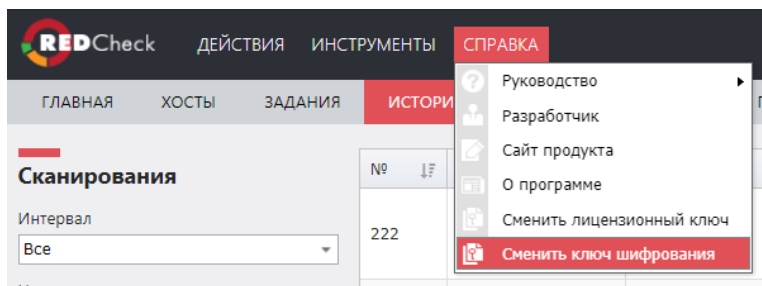 REDCheck ДЕЙСТВИЯ ИНСТРУМЕНТЫ СПРАВКА
ГЛАВНАЯ ХОСТЫ ЗАДАНИЯ ИСТОРИ
Руководство
Разработчик
Сайт продукта
О программе
Сменить лицензионный ключ
Сменить ключ шифрования
Сканирования
Интервал
Все
№
222